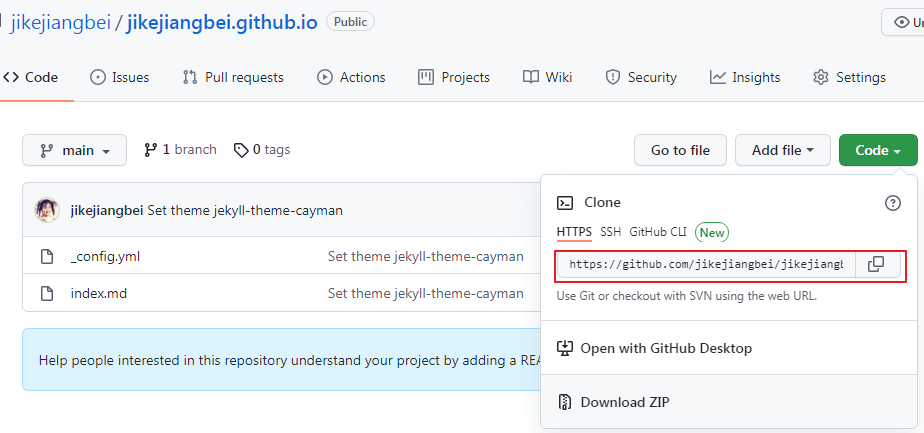 jikejiangbei / jikejiangbei.github.io Public
Code Issues Pull requests Actions Projects Wiki Security Insights Settings
main 1 branch 0 tags Go to file Add file Code
jikejiangbei Set theme jekyll-theme-cayman
_config.yml Set theme jekyll-theme-cayman
index.md Set theme jekyll-theme-cayman
Help people interested in this repository understand your project by adding a
Clone
HTTPS SSH GitHub CLI New
https://github.com/jikejiangbei/jikejiangb
Use Git or checkout with SVN using the web URL.
Open with GitHub Desktop
Download ZIP